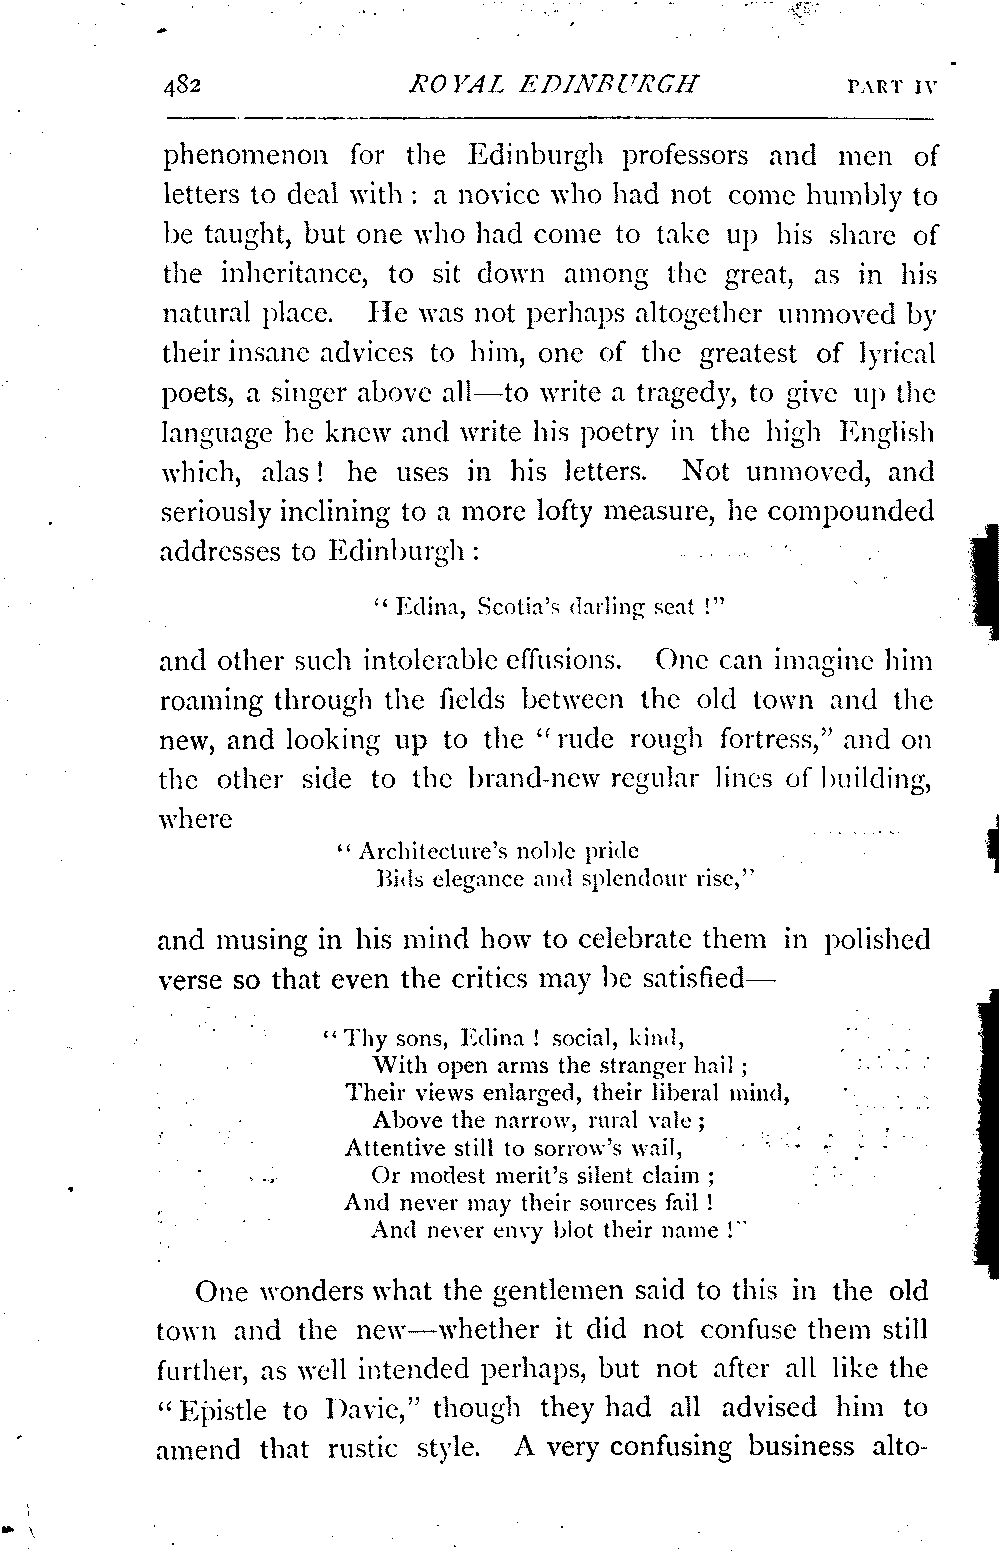 482 ROYAL EDINBURGH PART IV
phenomenon for the Edinburgh professors and men of
letters to deal with : a novice who had not come humbly to
be taught, but one who had come to take up his share of
the inheritance, to sit down among the great, as in his
natural place. He was not perhaps altogether unmoved by
their insane advices to him, one of the greatest of lyrical
poets, a singer above all—to write a tragedy, to give up the
language he knew and write his poetry in the high English
which, alas! he uses in his letters. Not unmoved, and
seriously inclining to a more lofty measure, he compounded
addresses to Edinburgh :
“ Edina, Scotia’s darling seat !”
and other such intolerable effusions. One can imagine him
roaming through the fields between the old town and the
new, and looking up to the “ rude rough fortress,” and on
the other side to the brand-new regular lines of building,
where
“ Architecture’s noble pride
Bids elegance and splendour rise,”
and musing in his mind how to celebrate them in polished
verse so that even the critics may be satisfied—
“ Thy sons, Edina ! social, kind,
With open arms the stranger hail ;
Their views enlarged, their liberal mind,
Above the narrow, rural vale ;
Attentive still to sorrow’s wail,
Or modest merit’s silent claim ;
And never may their sources fail !
And never envy blot their name !”
One wonders what the gentlemen said to this in the old
town and the new—whether it did not confuse them still
further, as well intended perhaps, but not after all like the
“ Epistle to Davie,” though they had all advised him to
amend that rustic style. A very confusing business alto-